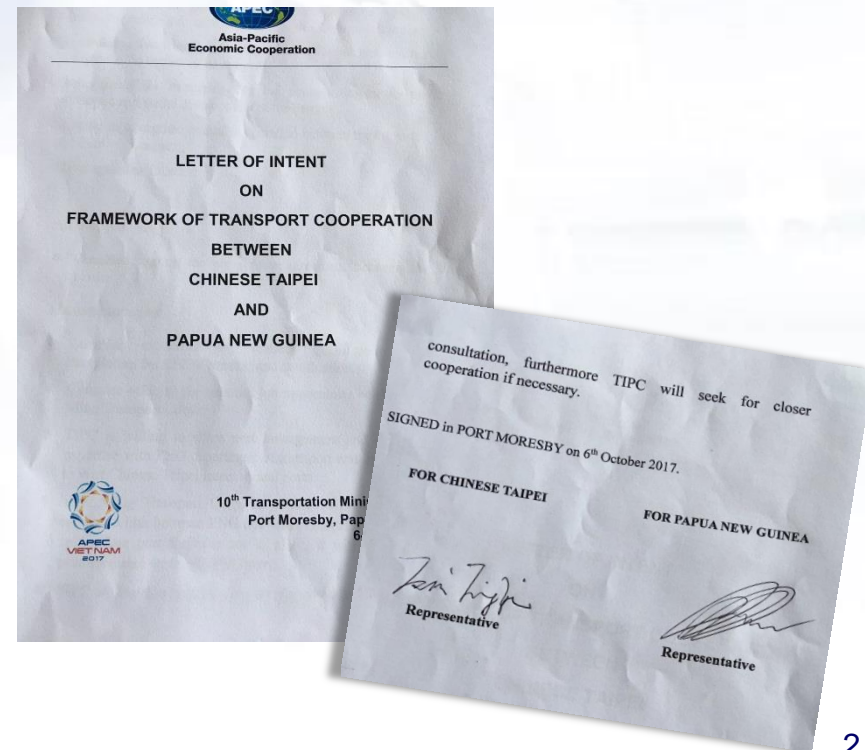 APEC
Asia-Pacific
Economic Cooperation
LETTER OF INTENT
ON
FRAMEWORK OF TRANSPORT COOPERATION
BETWEEN
CHINESE TAIPEI
AND
PAPUA NEW GUINEA
APEC
VIET NAM
2017
10th Transportation
Port Moresby,
consultation, furthermore TIPC will seek for closer
cooperation if necessary.
SIGNED in PORT MORESBY on 6th October 2017.
FOR CHINESE TAIPEI
FOR PAPUA NEW GUINEA
Representative
Representative
2